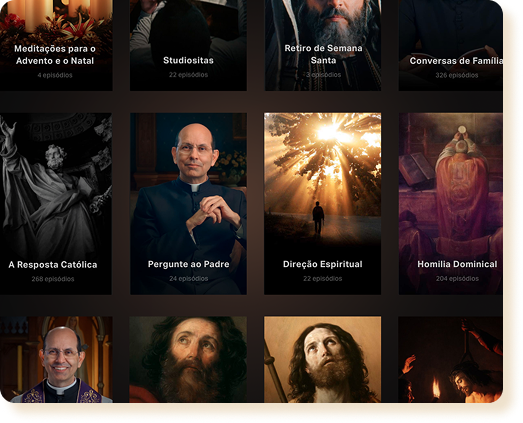 Meditações para o
Advento e o Natal
4 episódios
Studiositas
22 episódios
Retiro de Semana
Santa
3 episódios
Conversas de Família
326 episódios
A Resposta Católica
268 episódios
Pergunte ao Padre
24 episódios
Direção Espiritual
22 episódios
Homilia Dominical
204 episódios